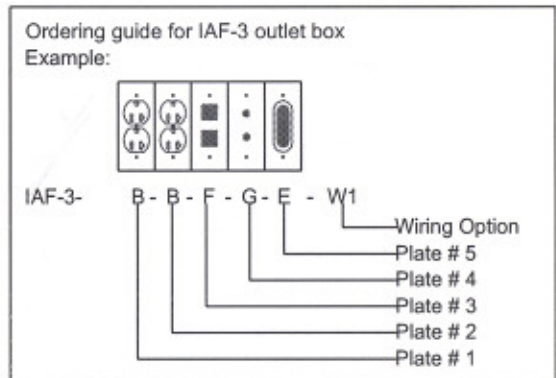 Ordering guide for IAF-3 outlet box
Example:
IAF-3- B - B - F - G - E - W1
Wiring Option
Plate # 5
Plate # 4
Plate # 3
Plate # 2
Plate # 1